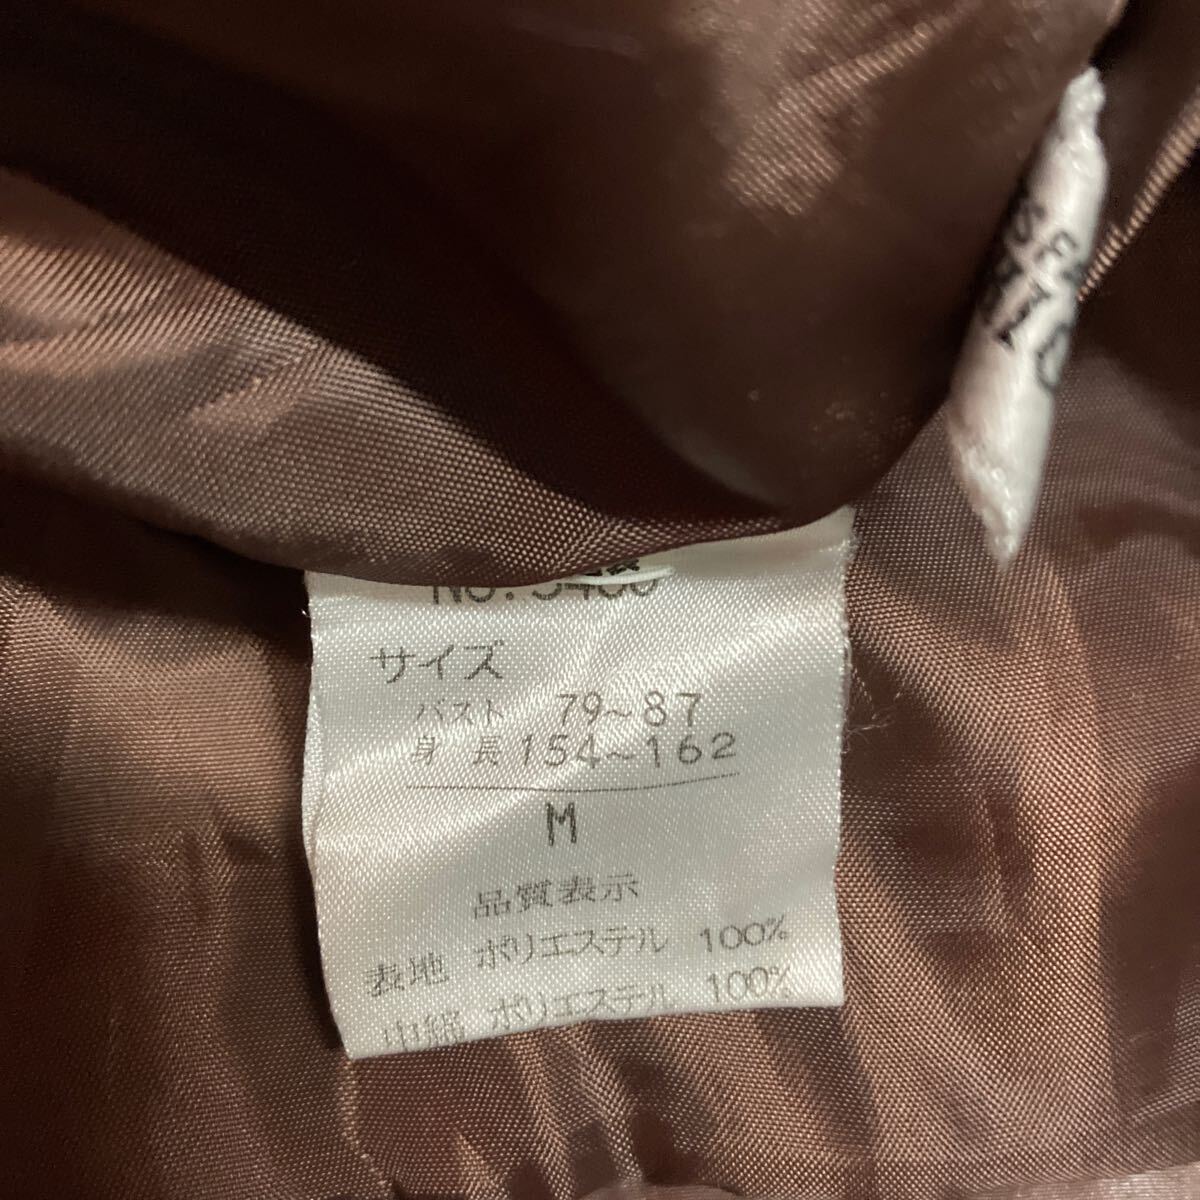 サイズ
バスト 79~87
身長 154~162
M
品質表示
表地 ポリエステル 100%
中綿 ポリエステル 100%